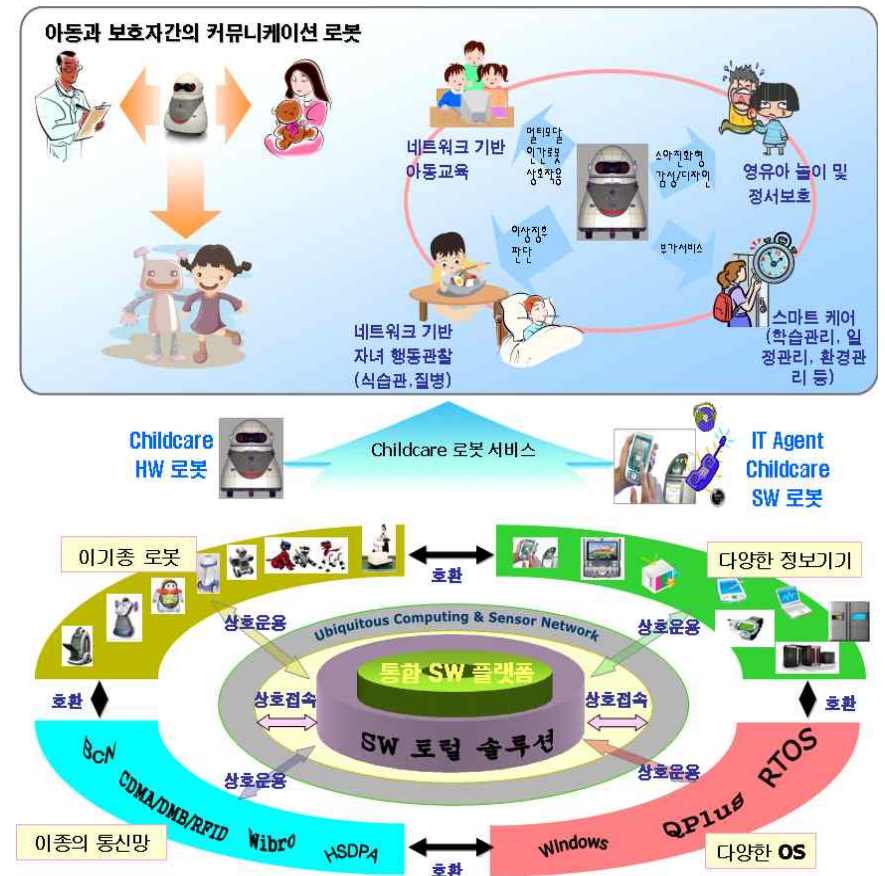 아동과 보호자간의 커뮤니케이션 로봇
네트워크 기반
아동교육
멀티모달
인간로봇
상호작용
소아친화형
감성/디자인
영유아 놀이 및
정서보호
이상징후
판단
부가서비스
네트워크 기반
자녀 행동관찰
(식습관,질병)
스마트 케어
(학습관리, 일
정관리, 환경관
리 등)
Childcare
HW 로봇
Childcare 로봇 서비스
IT Agent
Childcare
SW 로봇
이기종 로봇
호환
다양한 정보기기
상호운용
Ubiquitous Computing & Sensor Network
상호운용
통합 SW 플랫폼
호환
상호접속
상호접속
호환
SW 토털 솔루션
BcN
CDMA/DMB/RFID
Wibro
HSDPA
상호운용
상호운용
Windows
QPlus
RTOS
이종의 통신망
호환
다양한 OS